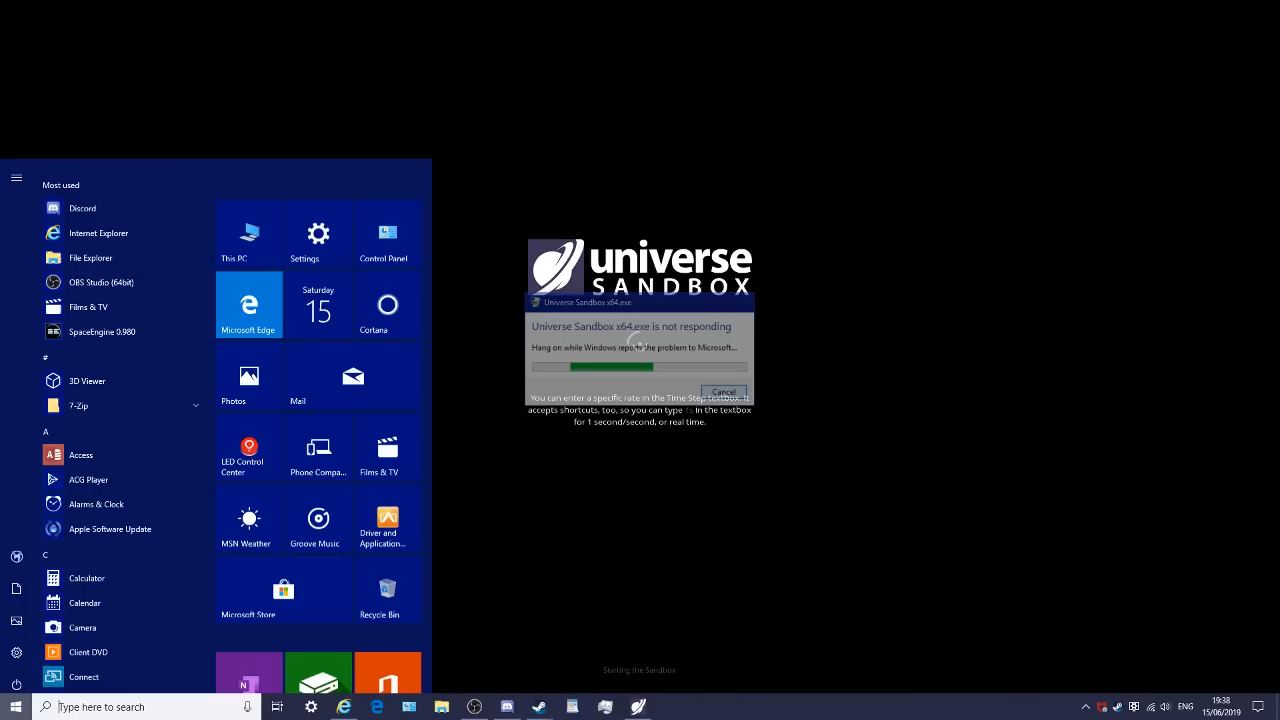 Most used
Discord
Internet Explorer
File Explorer
OBS Studio (64bit)
Films & TV
SpaceEngine 0.980
#
3D Viewer
7-Zip
A
Access
ACG Player
Alarms & Clock
Apple Software Update
C
Calculator
Calendar
Camera
Client DVD
Connect
This PC
Settings
Control Panel
Microsoft Edge
Saturday
15
Cortana
Photos
Mail
LED Control
Center
Phone Compa...
Films & TV
MSN Weather
Groove Music
Driver and
Application...
Microsoft Store
Recycle Bin
universe
SANDBOX
Universe Sandbox x64.exe
Universe Sandbox x64.exe is not responding
Hang on while Windows reports the problem to Microsoft...
Cancel
You can enter a specific rate in the Time Step textbox. It
accepts shortcuts, too, so you can type 1s in the textbox
for 1 second/second, or real time.
Starting the Sandbox
Type here to search
ENG
19:38
15/06/2019